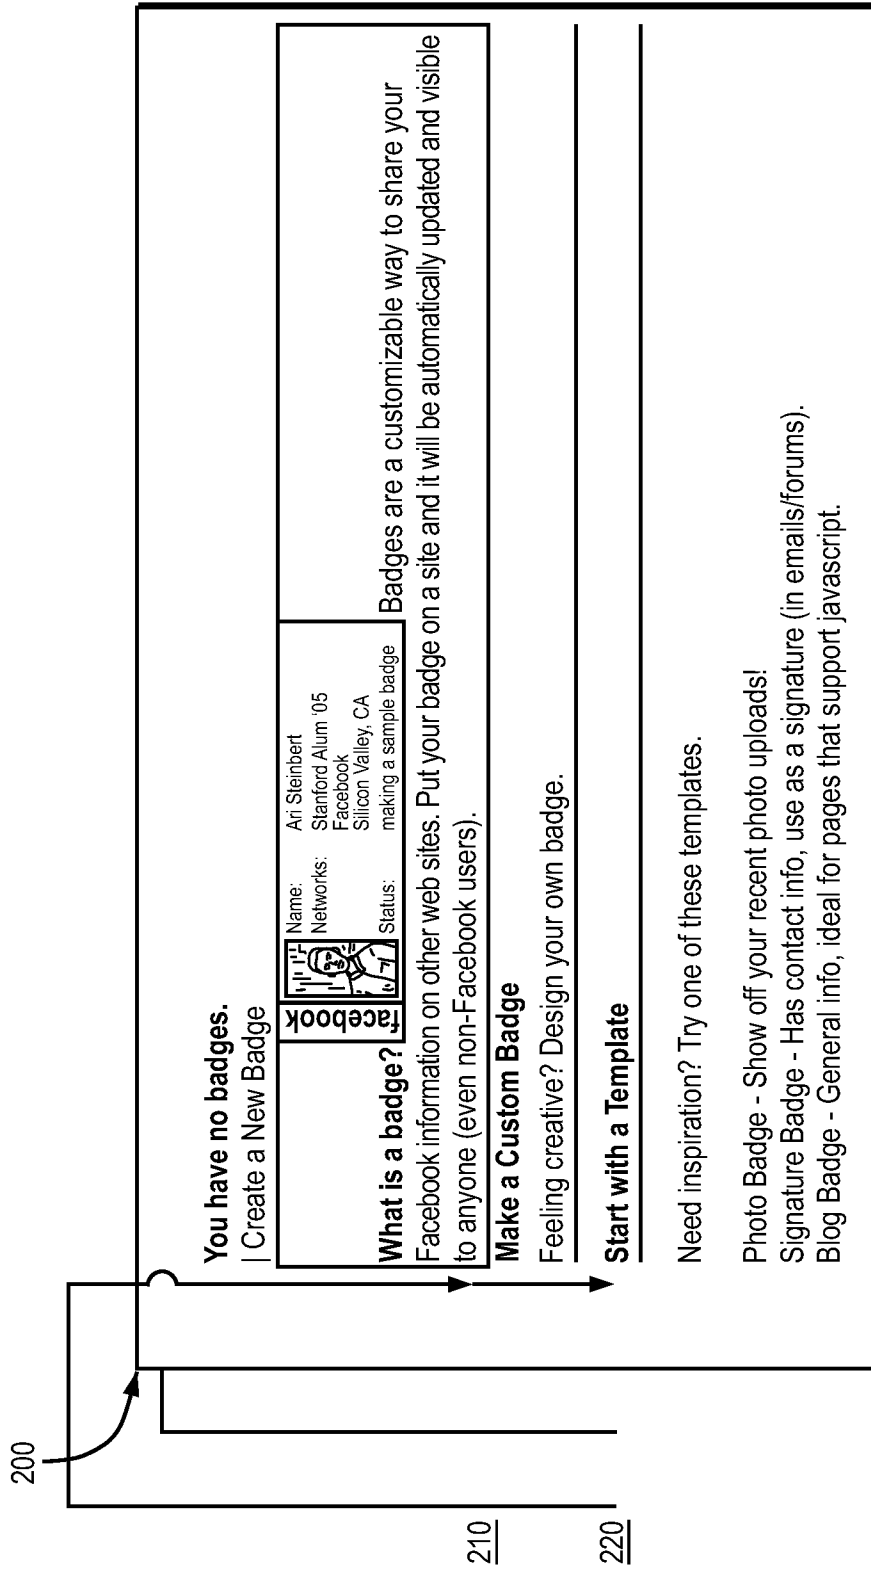 200
You have no badges.
| Create a New Badge
facebook
Name: Ari Steinbert
Networks: Stanford Alum '05
Facebook
Silicon Valley, CA
Status: making a sample badge
What is a badge? Badges are a customizable way to share your
Facebook information on other web sites. Put your badge on a site and it will be automatically updated and visible
to anyone (even non-Facebook users).
210
Make a Custom Badge
Feeling creative? Design your own badge.
220
Start with a Template
Need inspiration? Try one of these templates.
Photo Badge - Show off your recent photo uploads!
Signature Badge - Has contact info, use as a signature (in emails/forums).
Blog Badge - General info, ideal for pages that support javascript.